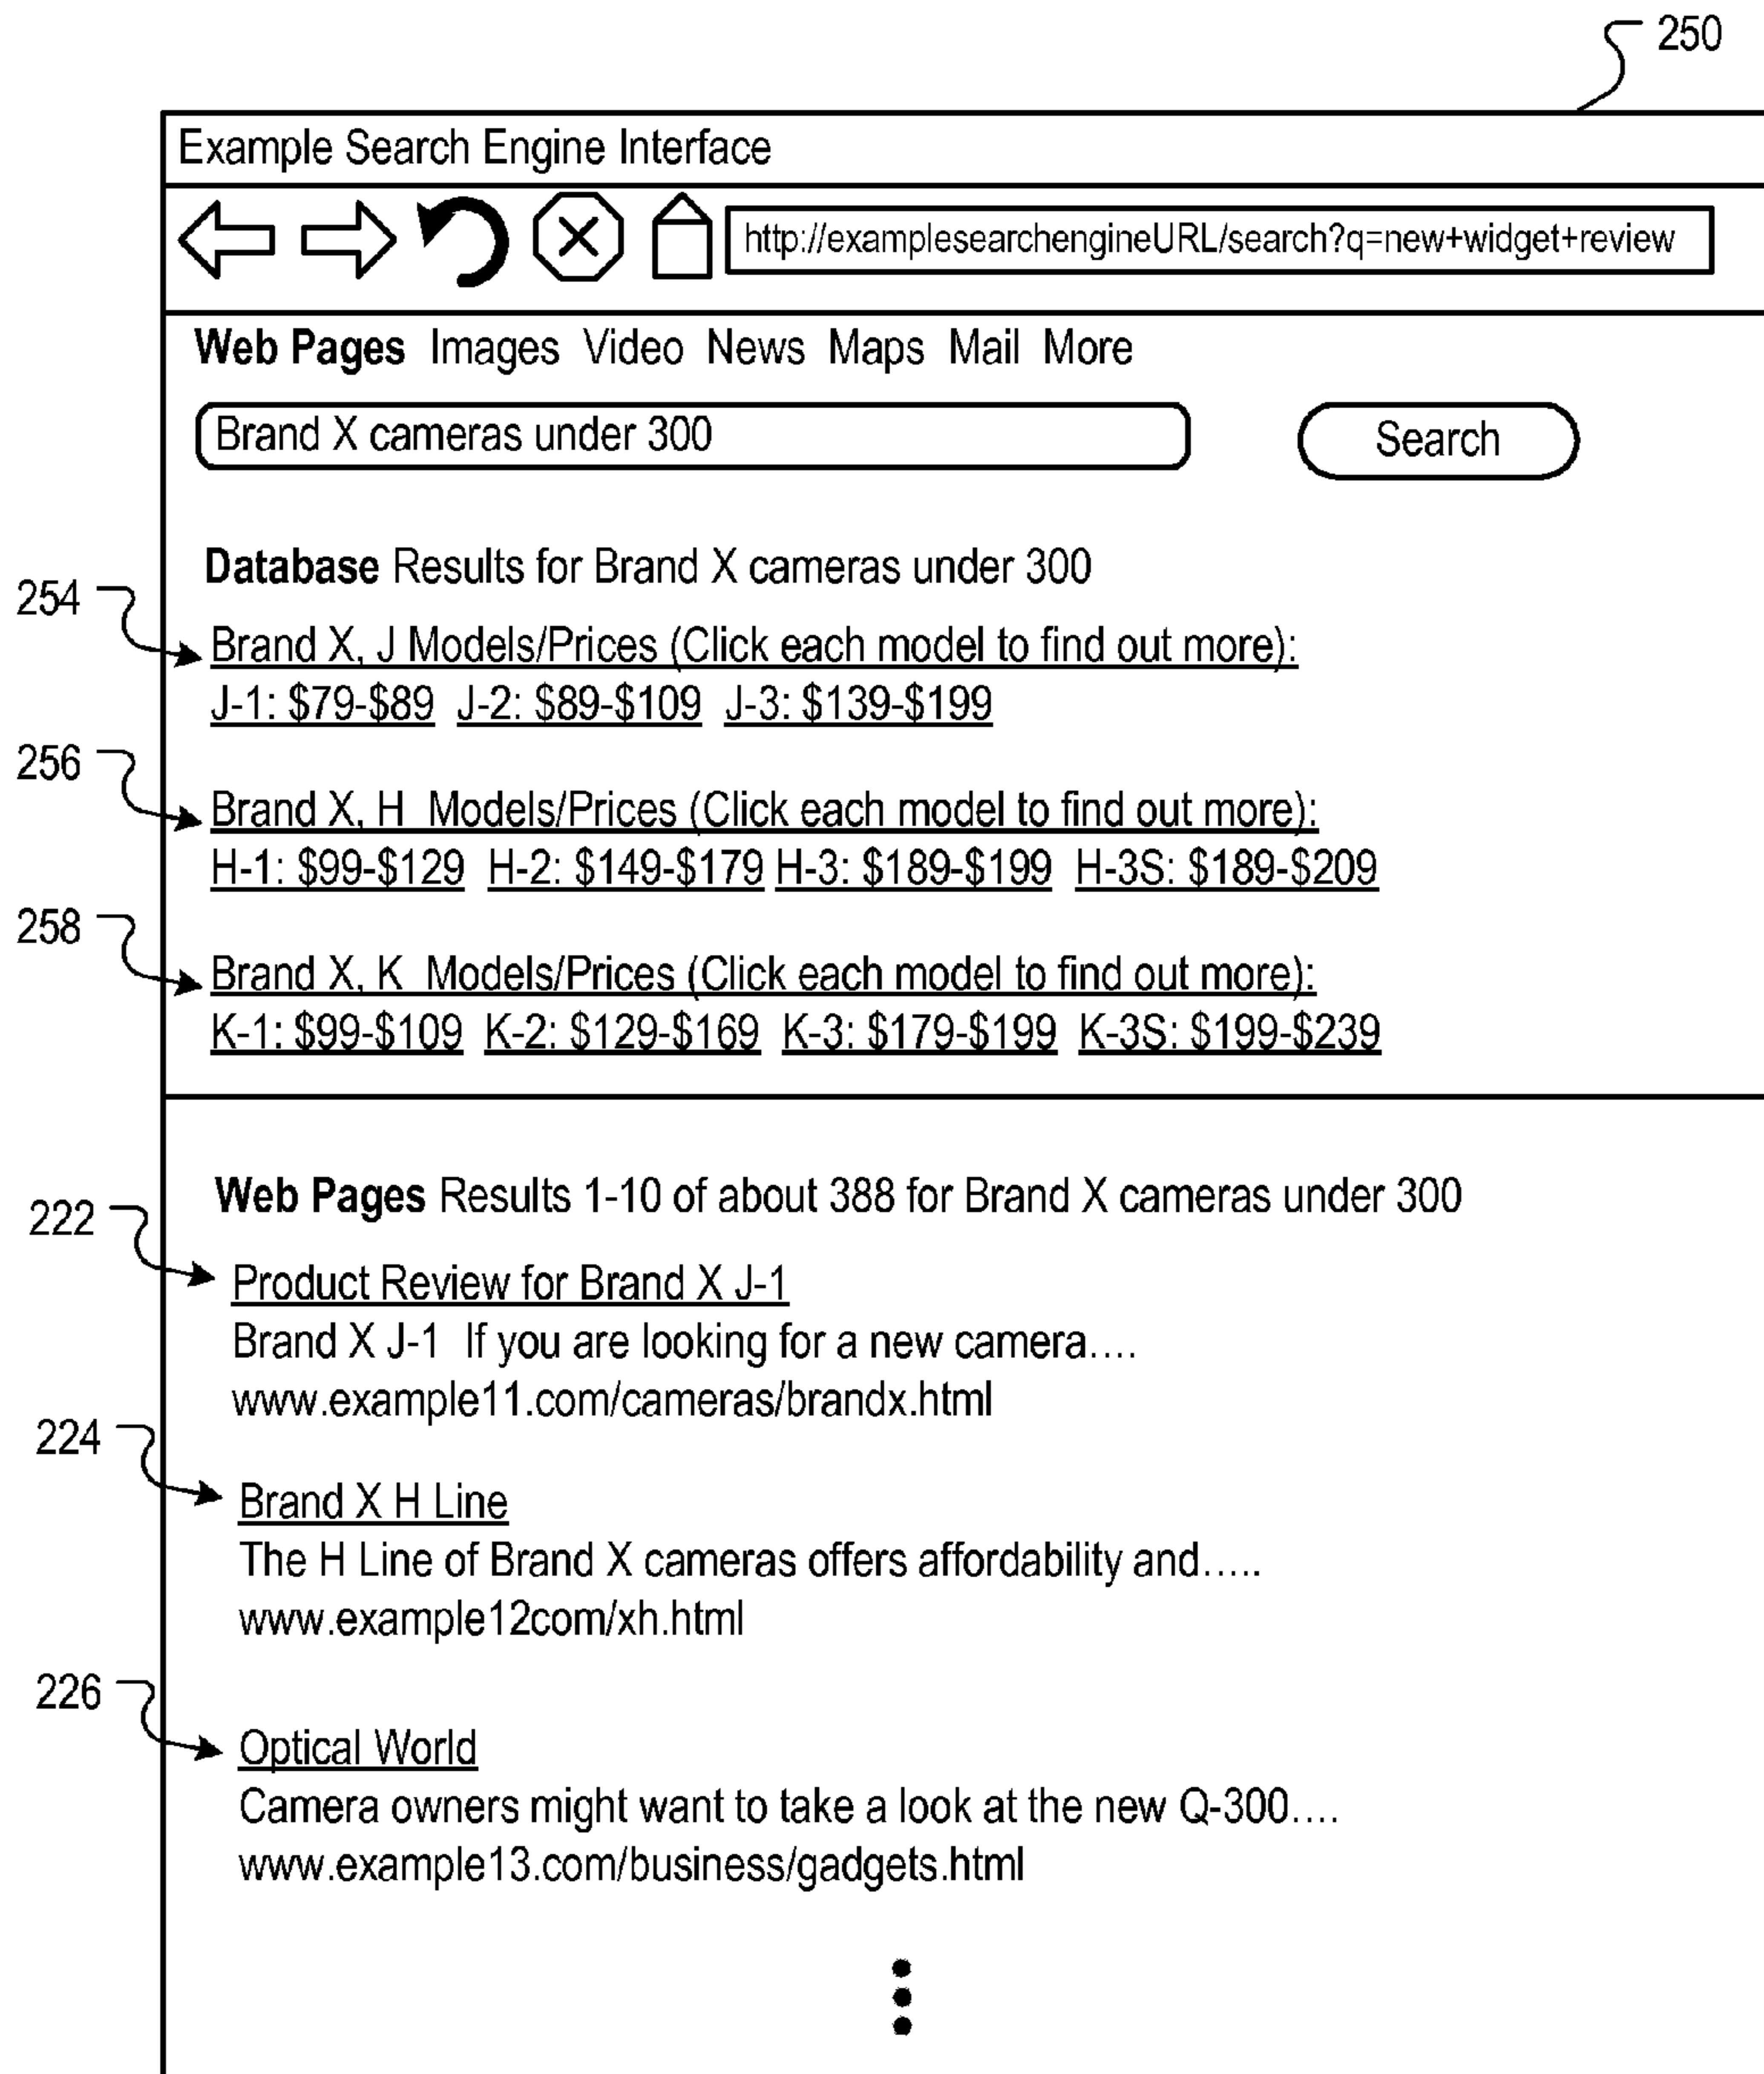 250
Example Search Engine Interface
http://examplesearchengineURL/search?q=new+widget+review
Web Pages Images Video News Maps Mail More
Brand X cameras under 300
Search
Database Results for Brand X cameras under 300
254
Brand X, J Models/Prices (Click each model to find out more):
J-1: $79-$89 J-2: $89-$109 J-3: $139-$199
256
Brand X, H Models/Prices (Click each model to find out more):
H-1: $99-$129 H-2: $149-$179 H-3: $189-$199 H-3S: $189-$209
258
Brand X, K Models/Prices (Click each model to find out more):
K-1: $99-$109 K-2: $129-$169 K-3: $179-$199 K-3S: $199-$239
Web Pages Results 1-10 of about 388 for Brand X cameras under 300
222
Product Review for Brand X J-1
Brand X J-1 If you are looking for a new camera....
www.example11.com/cameras/brandx.html
224
Brand X H Line
The H Line of Brand X cameras offers affordability and.....
www.example12com/xh.html
226
Optical World
Camera owners might want to take a look at the new Q-300....
www.example13.com/business/gadgets.html